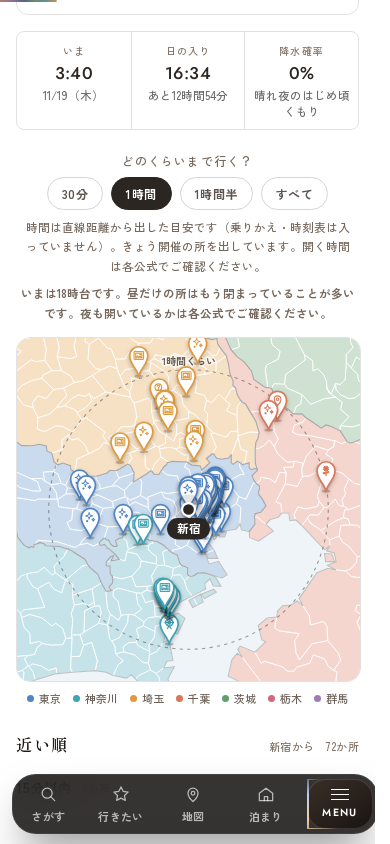 いま
日の入り
降水確率
3:40
16:34
0%
11/19（木）
あと12時間54分
晴れ夜のはじめ頃
くもり
どのくらいまで行く？
30分
1時間
1時間半
すべて
時間は直線距離から出した目安です（乗りかえ・時刻表は入
っていません）。きょう開催の所を出しています。開く時間
は各公式でご確認ください。
いまは18時台です。昼だけの所はもう閉まっていることが多い
です。夜も開いているかは各公式でご確認ください。
1時間くらい
新宿
東京
神奈川
埼玉
千葉
茨城
栃木
群馬
近い順
新宿から 72か所
さがす
行きたい
地図
泊まり
MENU